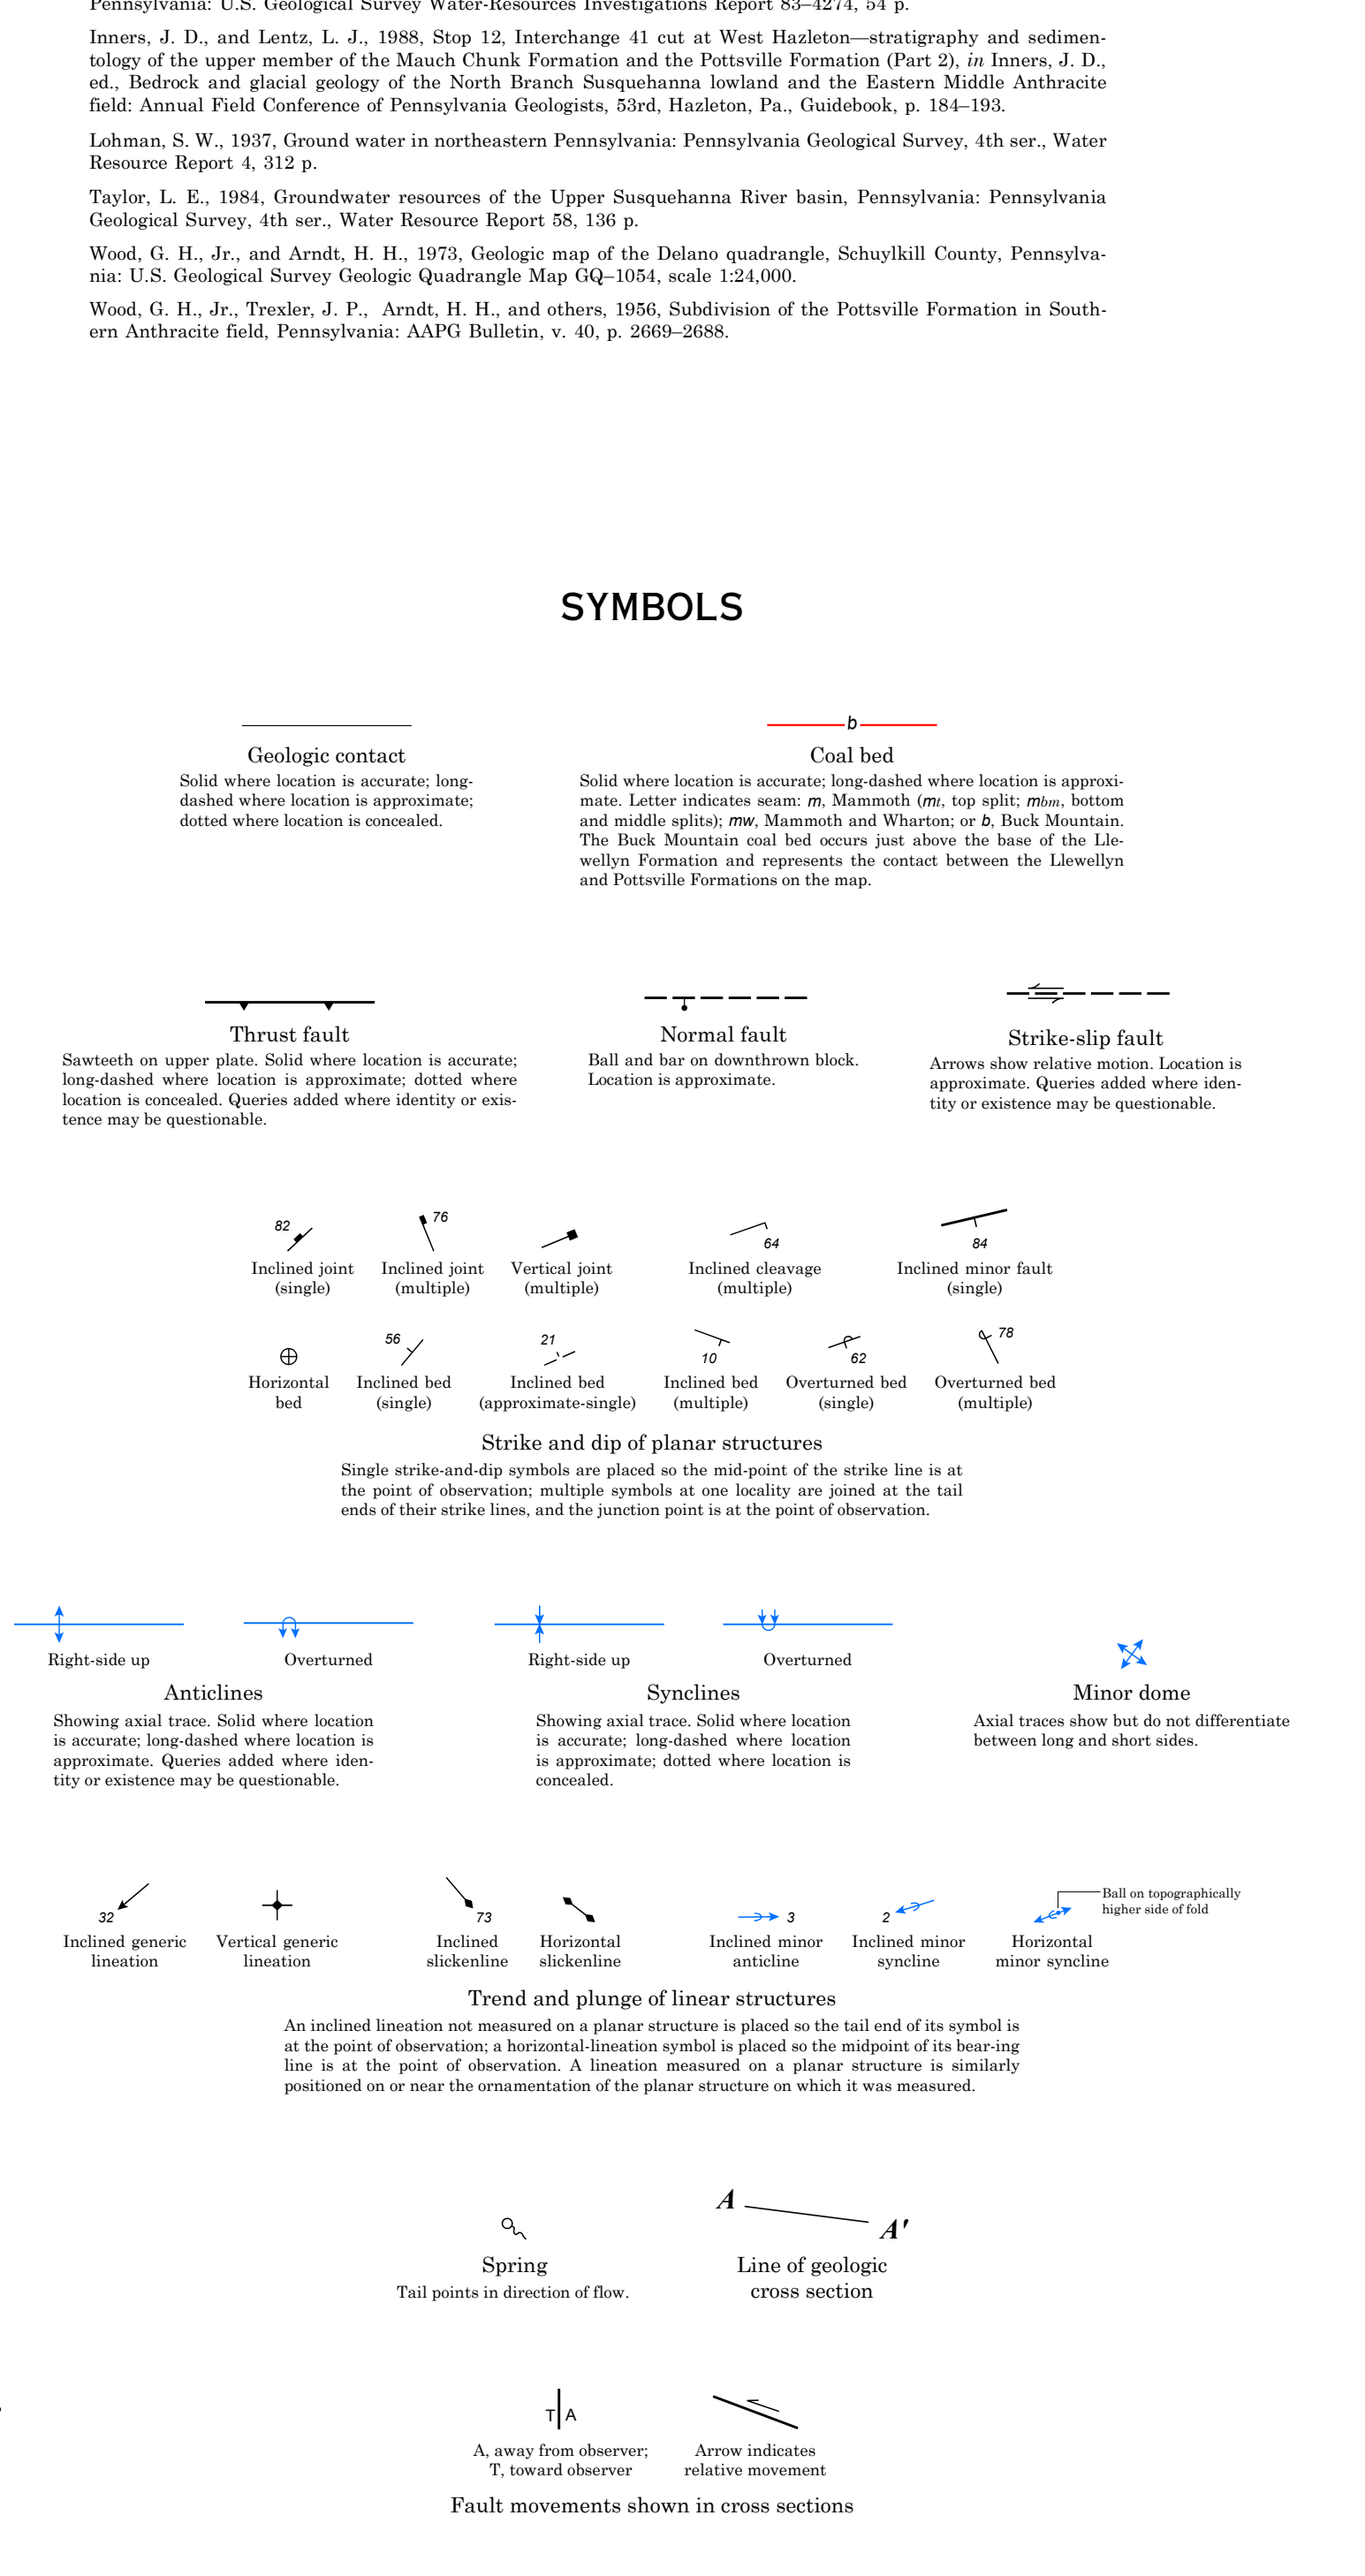 Pennsylvania: U.S. Geological Survey Water-Resources Investigations Report 83–4274, 54 p.
Inners, J. D., and Lentz, L. J., 1988, Stop 12, Interchange 41 cut at West Hazleton—stratigraphy and sedimen-
tology of the upper member of the Mauch Chunk Formation and the Pottsville Formation (Part 2), in Inners, J. D.,
ed., Bedrock and glacial geology of the North Branch Susquehanna lowland and the Eastern Middle Anthracite
field: Annual Field Conference of Pennsylvania Geologists, 53rd, Hazleton, Pa., Guidebook, p. 184–193.
Lohman, S. W., 1937, Ground water in northeastern Pennsylvania: Pennsylvania Geological Survey, 4th ser., Water
Resource Report 4, 312 p.
Taylor, L. E., 1984, Groundwater resources of the Upper Susquehanna River basin, Pennsylvania: Pennsylvania
Geological Survey, 4th ser., Water Resource Report 58, 136 p.
Wood, G. H., Jr., and Arndt, H. H., 1973, Geologic map of the Delano quadrangle, Schuylkill County, Pennsylva-
nia: U.S. Geological Survey Geologic Quadrangle Map GQ–1054, scale 1:24,000.
Wood, G. H., Jr., Trexler, J. P., Arndt, H. H., and others, 1956, Subdivision of the Pottsville Formation in South-
ern Anthracite field, Pennsylvania: AAPG Bulletin, v. 40, p. 2669–2688.
SYMBOLS
Geologic contact
Solid where location is accurate; long-
dashed where location is approximate;
dotted where location is concealed.
b
Coal bed
Solid where location is accurate; long-dashed where location is approxi-
mate. Letter indicates seam: m, Mammoth (mt, top split; mbm, bottom
and middle splits); mw, Mammoth and Wharton; or b, Buck Mountain.
The Buck Mountain coal bed occurs just above the base of the Lle-
wellyn Formation and represents the contact between the Llewellyn
and Pottsville Formations on the map.
Thrust fault
Sawteeth on upper plate. Solid where location is accurate;
long-dashed where location is approximate; dotted where
location is concealed. Queries added where identity or exis-
tence may be questionable.
Normal fault
Ball and bar on downthrown block.
Location is approximate.
Strike-slip fault
Arrows show relative motion. Location is
approximate. Queries added where iden-
tity or existence may be questionable.
82
Inclined joint
(single)
76
Inclined joint
(multiple)
Vertical joint
(multiple)
64
Inclined cleavage
(multiple)
84
Inclined minor fault
(single)
Horizontal
bed
56
Inclined bed
(single)
21
Inclined bed
(approximate-single)
10
Inclined bed
(multiple)
62
Overturned bed
(single)
78
Overturned bed
(multiple)
Strike and dip of planar structures
Single strike-and-dip symbols are placed so the mid-point of the strike line is at
the point of observation; multiple symbols at one locality are joined at the tail
ends of their strike lines, and the junction point is at the point of observation.
Right-side up
Overturned
Anticlines
Showing axial trace. Solid where location
is accurate; long-dashed where location is
approximate. Queries added where iden-
tity or existence may be questionable.
Right-side up
Overturned
Synclines
Showing axial trace. Solid where location
is accurate; long-dashed where location
is approximate; dotted where location is
concealed.
Minor dome
Axial traces show but do not differentiate
between long and short sides.
32
Inclined generic
lineation
Vertical generic
lineation
73
Inclined
slickenline
Horizontal
slickenline
3
Inclined minor
anticline
2
Inclined minor
syncline
Ball on topographically
higher side of fold
Horizontal
minor syncline
Trend and plunge of linear structures
An inclined lineation not measured on a planar structure is placed so the tail end of its symbol is
at the point of observation; a horizontal-lineation symbol is placed so the midpoint of its bear-ing
line is at the point of observation. A lineation measured on a planar structure is similarly
positioned on or near the ornamentation of the planar structure on which it was measured.
Spring
Tail points in direction of flow.
A
A′
Line of geologic
cross section
T A
A, away from observer;
T, toward observer
Arrow indicates
relative movement
Fault movements shown in cross sections